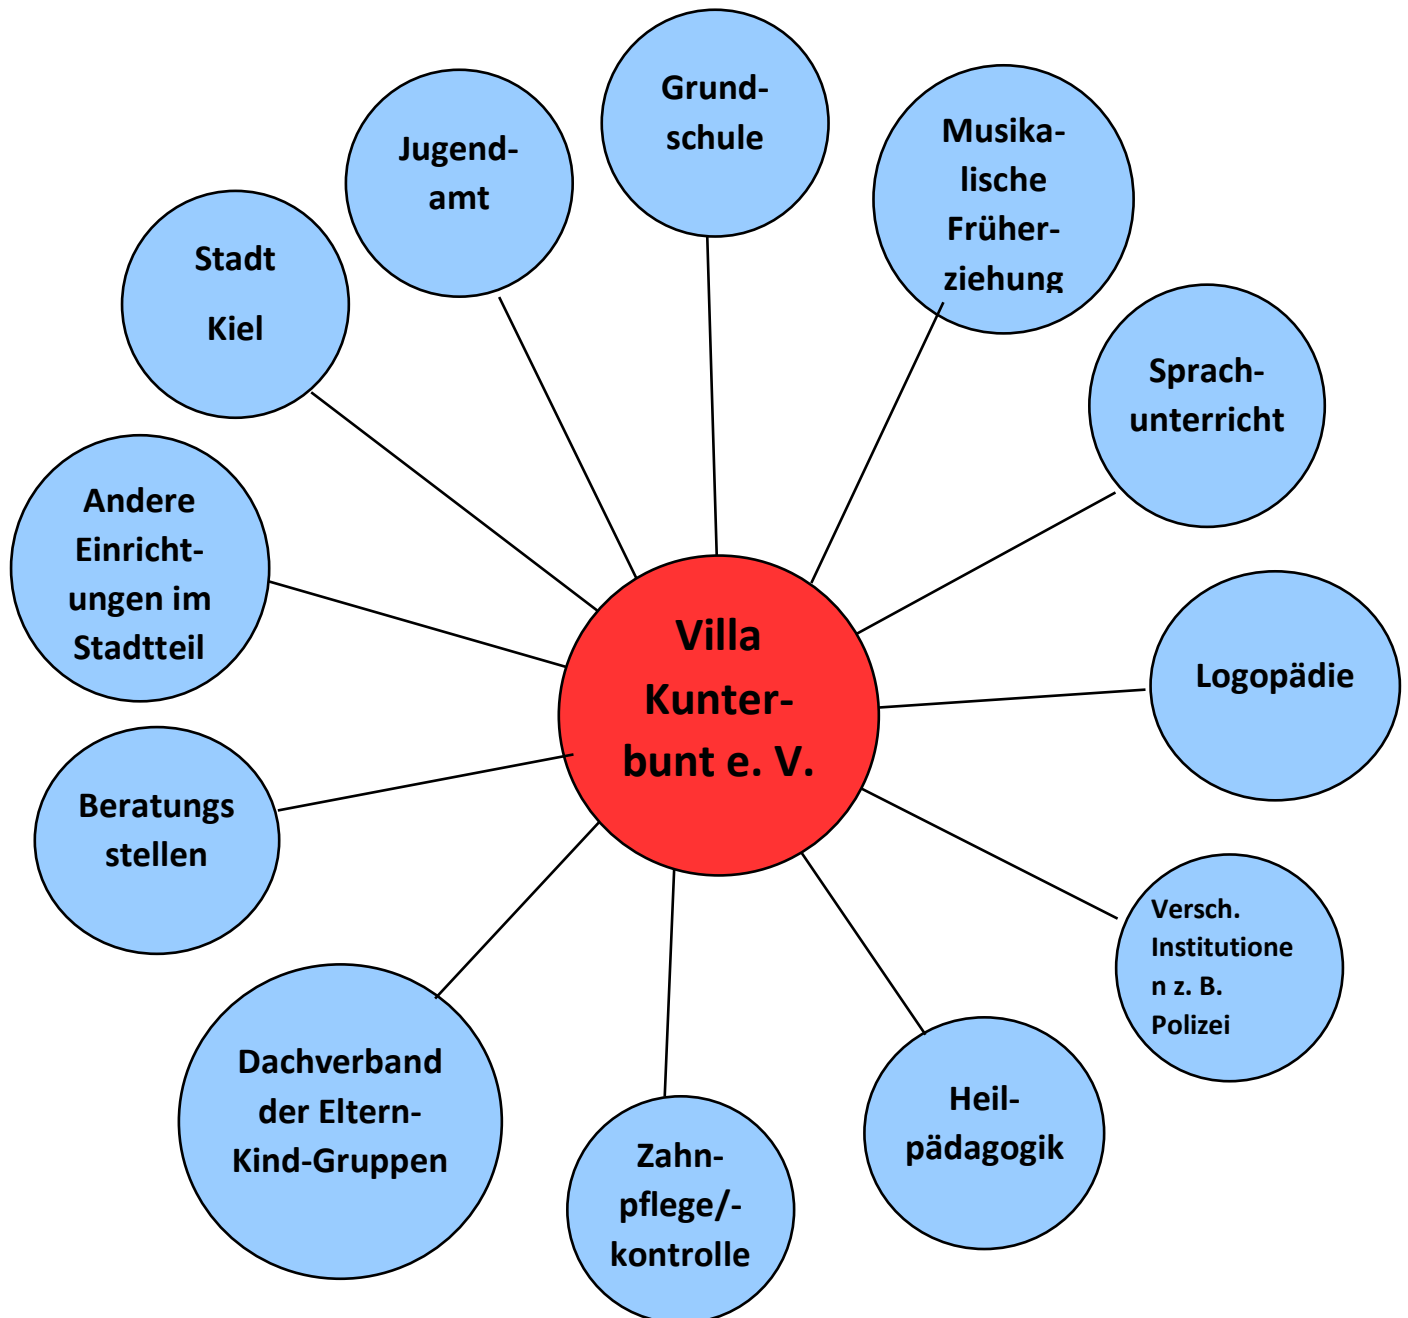 Grund-
schule
Jugend-
amt
Musika-
lische
Früher-
ziehung
Stadt
Kiel
Sprach-
unterricht
Andere
Einricht-
ungen im
Stadtteil
Villa
Kunter-
bunt e. V.
Logopädie
Beratungs
stellen
Versch.
Institutione
n z. B.
Polizei
Dachverband
der Eltern-
Kind-Gruppen
Heil-
pädagogik
Zahn-
pflege/-
kontrolle